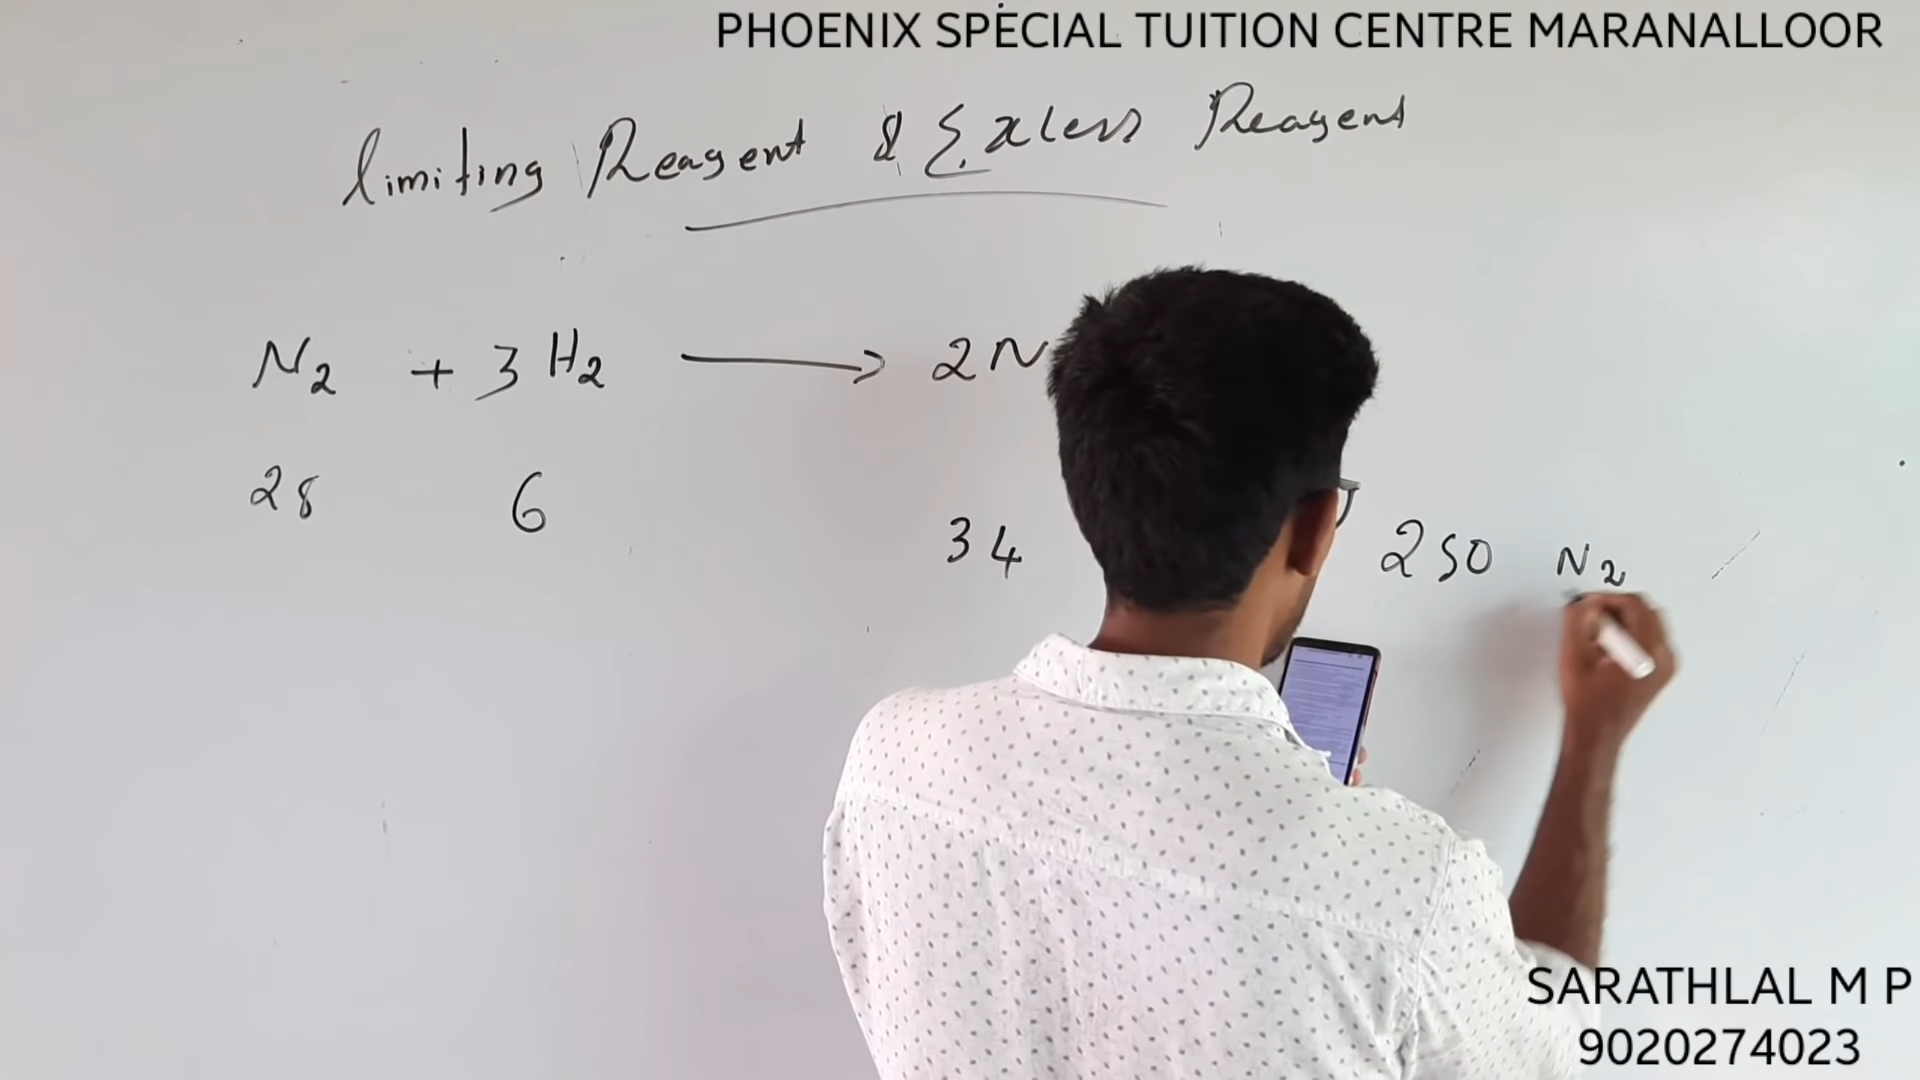 PHOENIX SPECIAL TUITION CENTRE MARANALLOOR
limiting Reagent & Excess Reagent
N2 + 3 H2 → 2N
28 6
34
250 N2
SARATHLAL M P
9020274023